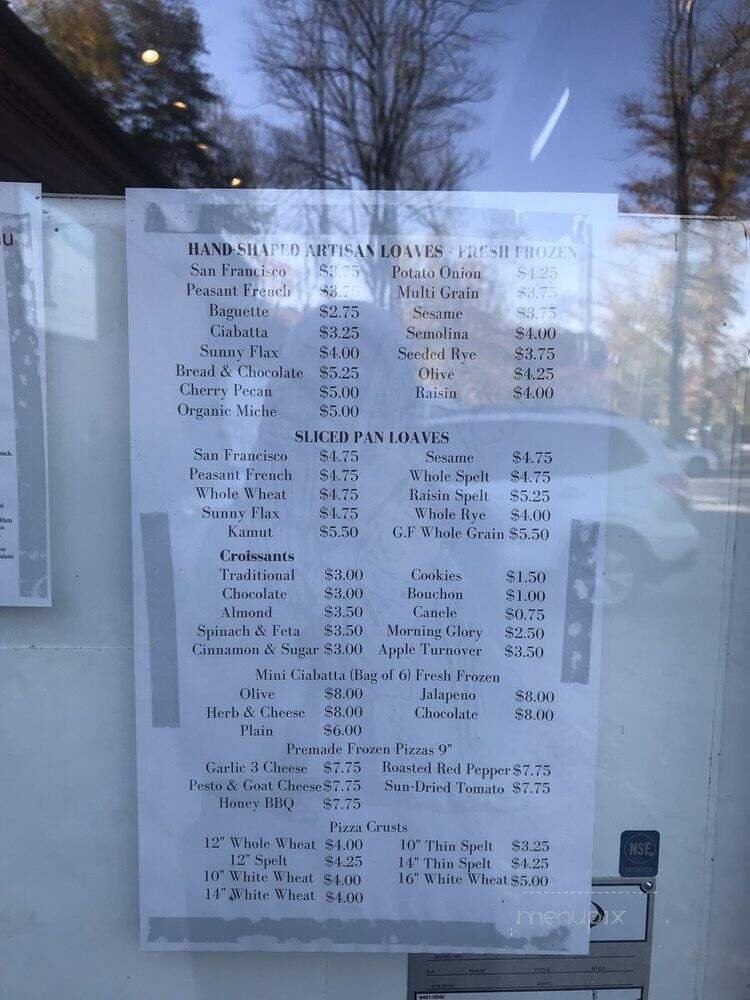 HAND-SHAPED ARTISAN LOAVES - FRESH FROZEN
San Francisco $3.75 Potato Onion $4.25
Peasant French $3.75 Multi Grain $3.75
Baguette $2.75 Sesame $3.75
Ciabatta $3.25 Semolina $4.00
Sunny Flax $4.00 Seeded Rye $3.75
Bread & Chocolate $5.25 Olive $4.25
Cherry Pecan $5.00 Raisin $4.00
Organic Miche $5.00
SLICED PAN LOAVES
San Francisco $4.75 Sesame $4.75
Peasant French $4.75 Whole Spelt $4.75
Whole Wheat $4.75 Raisin Spelt $5.25
Sunny Flax $4.75 Whole Rye $4.00
Kamut $5.50 G.F Whole Grain $5.50
Croissants
Traditional $3.00 Cookies $1.50
Chocolate $3.00 Bouchon $1.00
Almond $3.50 Canele $0.75
Spinach & Feta $3.50 Morning Glory $2.50
Cinnamon & Sugar $3.00 Apple Turnover $3.50
Mini Ciabatta (Bag of 6) Fresh Frozen
Olive $8.00 Jalapeno $8.00
Herb & Cheese $8.00 Chocolate $8.00
Plain $6.00
Premade Frozen Pizzas 9"
Garlic 3 Cheese $7.75 Roasted Red Pepper $7.75
Pesto & Goat Cheese $7.75 Sun-Dried Tomato $7.75
Honey BBQ $7.75
Pizza Crusts
12" Whole Wheat $4.00 10" Thin Spelt $3.25
12" Spelt $4.25 14" Thin Spelt $4.25
10" White Wheat $4.00 16" White Wheat $5.00
14" White Wheat $4.00
NSF
menupix